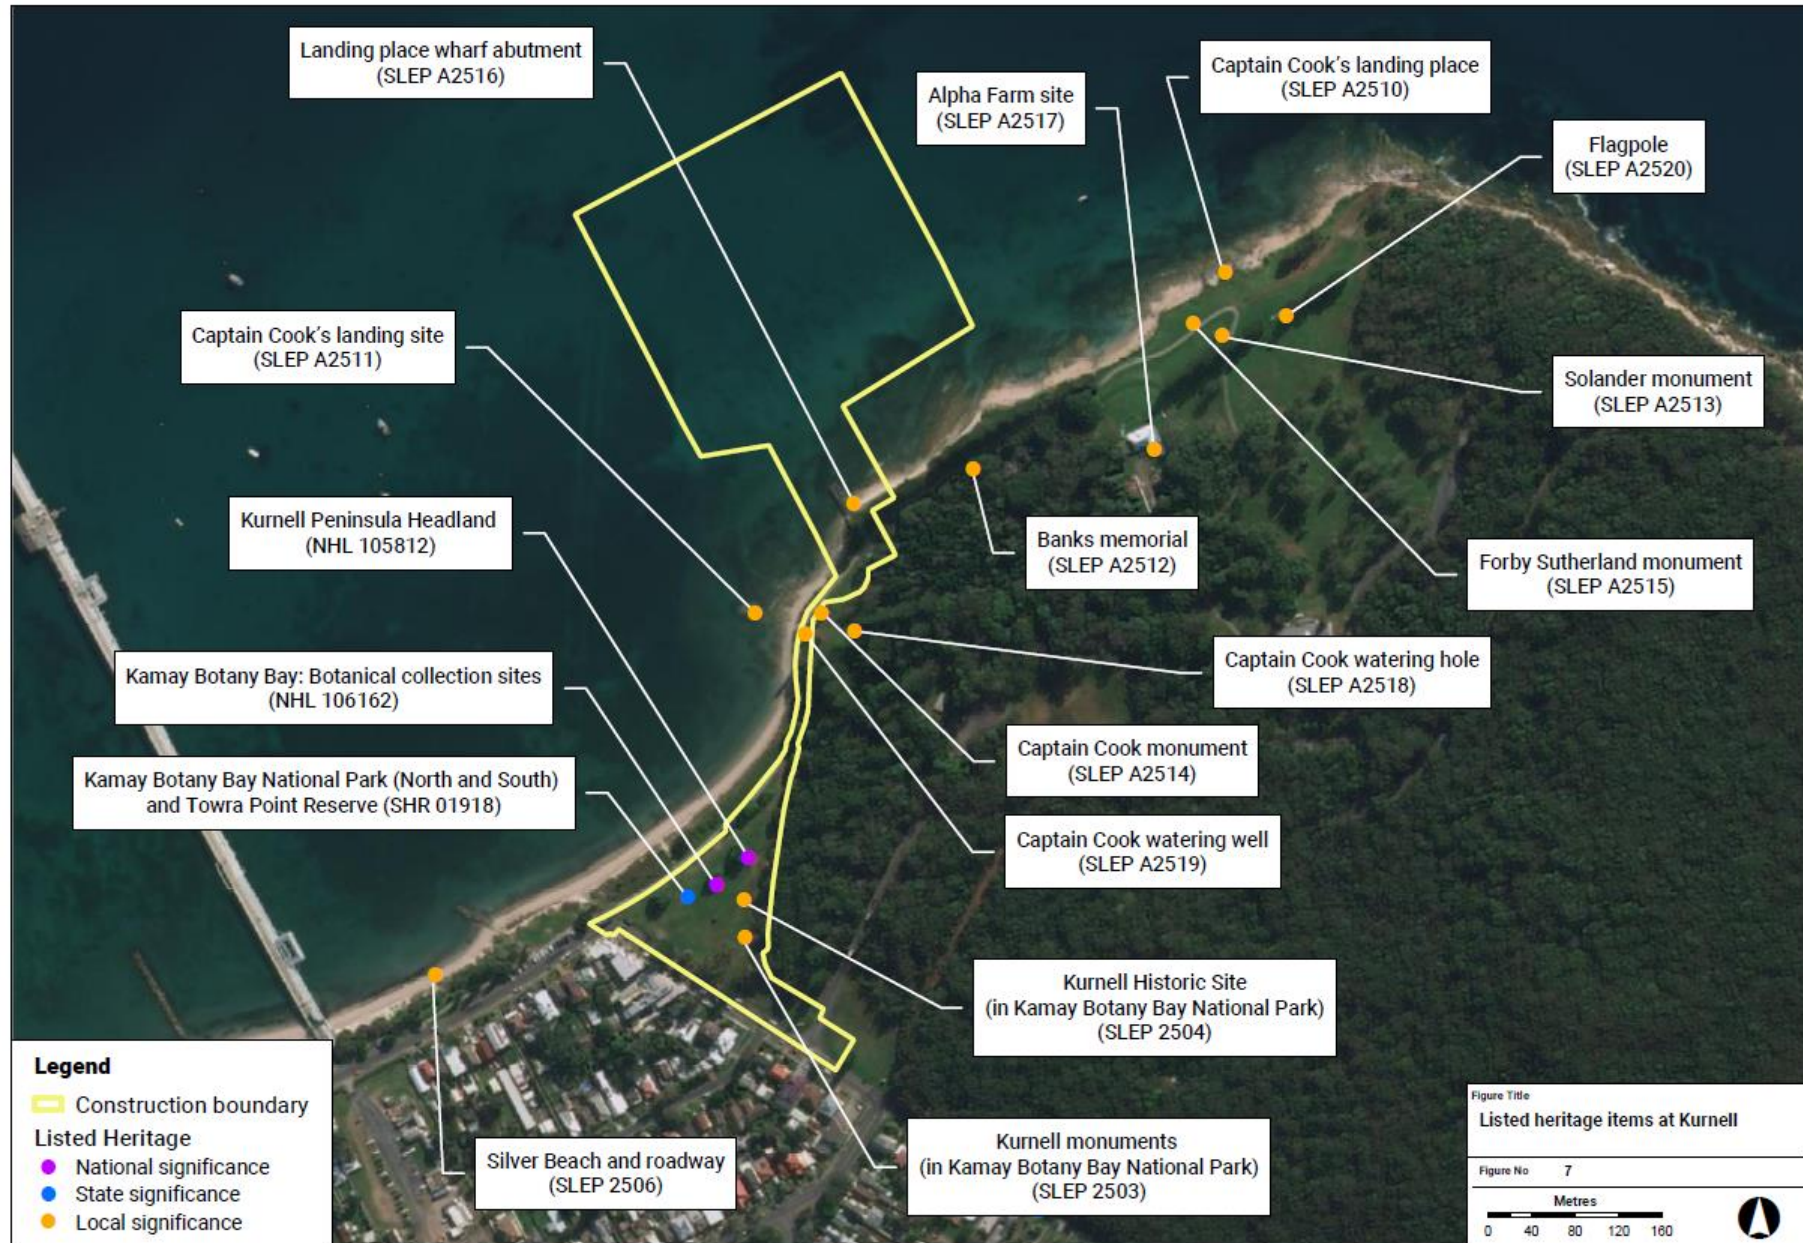 Landing place wharf abutment
(SLEP A2516)
Captain Cook's landing place
(SLEP A2510)
Alpha Farm site
(SLEP A2517)
Flagpole
(SLEP A2520)
Captain Cook's landing site
(SLEP A2511)
Solander monument
(SLEP A2513)
Kurnell Peninsula Headland
(NHL 105812)
Banks memorial
(SLEP A2512)
Forby Sutherland monument
(SLEP A2515)
Captain Cook watering hole
(SLEP A2518)
Kamay Botany Bay: Botanical collection sites
(NHL 106162)
Captain Cook monument
(SLEP A2514)
Kamay Botany Bay National Park (North and South)
and Towra Point Reserve (SHR 01918)
Captain Cook watering well
(SLEP A2519)
Kurnell Historic Site
(in Kamay Botany Bay National Park)
(SLEP 2504)
Kurnell monuments
(in Kamay Botany Bay National Park)
(SLEP 2503)
Silver Beach and roadway
(SLEP 2506)
Legend
Construction boundary
Listed Heritage
National significance
State significance
Local significance
Figure Title
Listed heritage items at Kurnell
Figure No 7
Metres
0 40 80 120 160